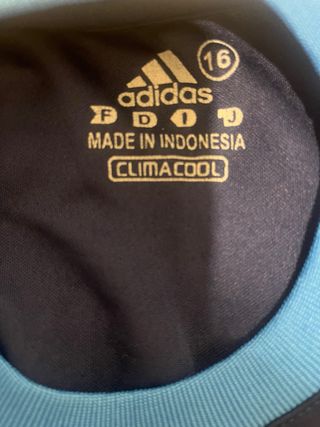 16
adidas
F D I J
MADE IN INDONESIA
CLIMACOOL